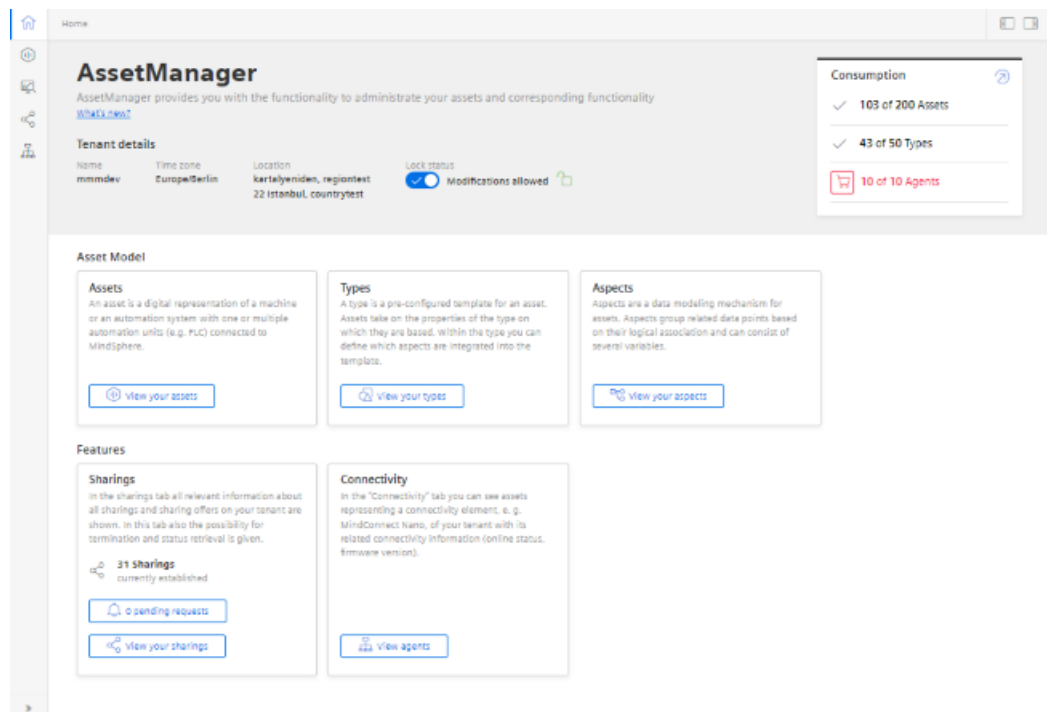 Home
AssetManager
AssetManager provides you with the functionality to administrate your assets and corresponding functionality
What's new?
Tenant details
Name
Time zone
Location
Lock status
mmmdev
Europe/Berlin
kartalyeniden, regiontest
22 istanbul, countrytest
Modifications allowed
Consumption
103 of 200 Assets
43 of 50 Types
10 of 10 Agents
Asset Model
Assets
An asset is a digital representation of a machine
or an automation system with one or multiple
automation units (e.g. PLC) connected to
MindSphere.
View your assets
Types
A type is a pre-configured template for an asset.
Assets take on the properties of the type on
which they are based. Within the type you can
define which aspects are integrated into the
template.
View your types
Aspects
Aspects are a data modeling mechanism for
assets. Aspects group related data points based
on their logical association and can consist of
several variables.
View your aspects
Features
Sharings
In the sharings tab all relevant information about
all sharings and sharing offers on your tenant are
shown. In this tab also the possibility for
termination and status retrieval is given.
31 Sharings
currently established
0 pending requests
View your sharings
Connectivity
In the "Connectivity" tab you can see assets
representing a connectivity element, e. g.
MindConnect Nano, of your tenant with its
related connectivity information (online status,
firmware version).
View agents